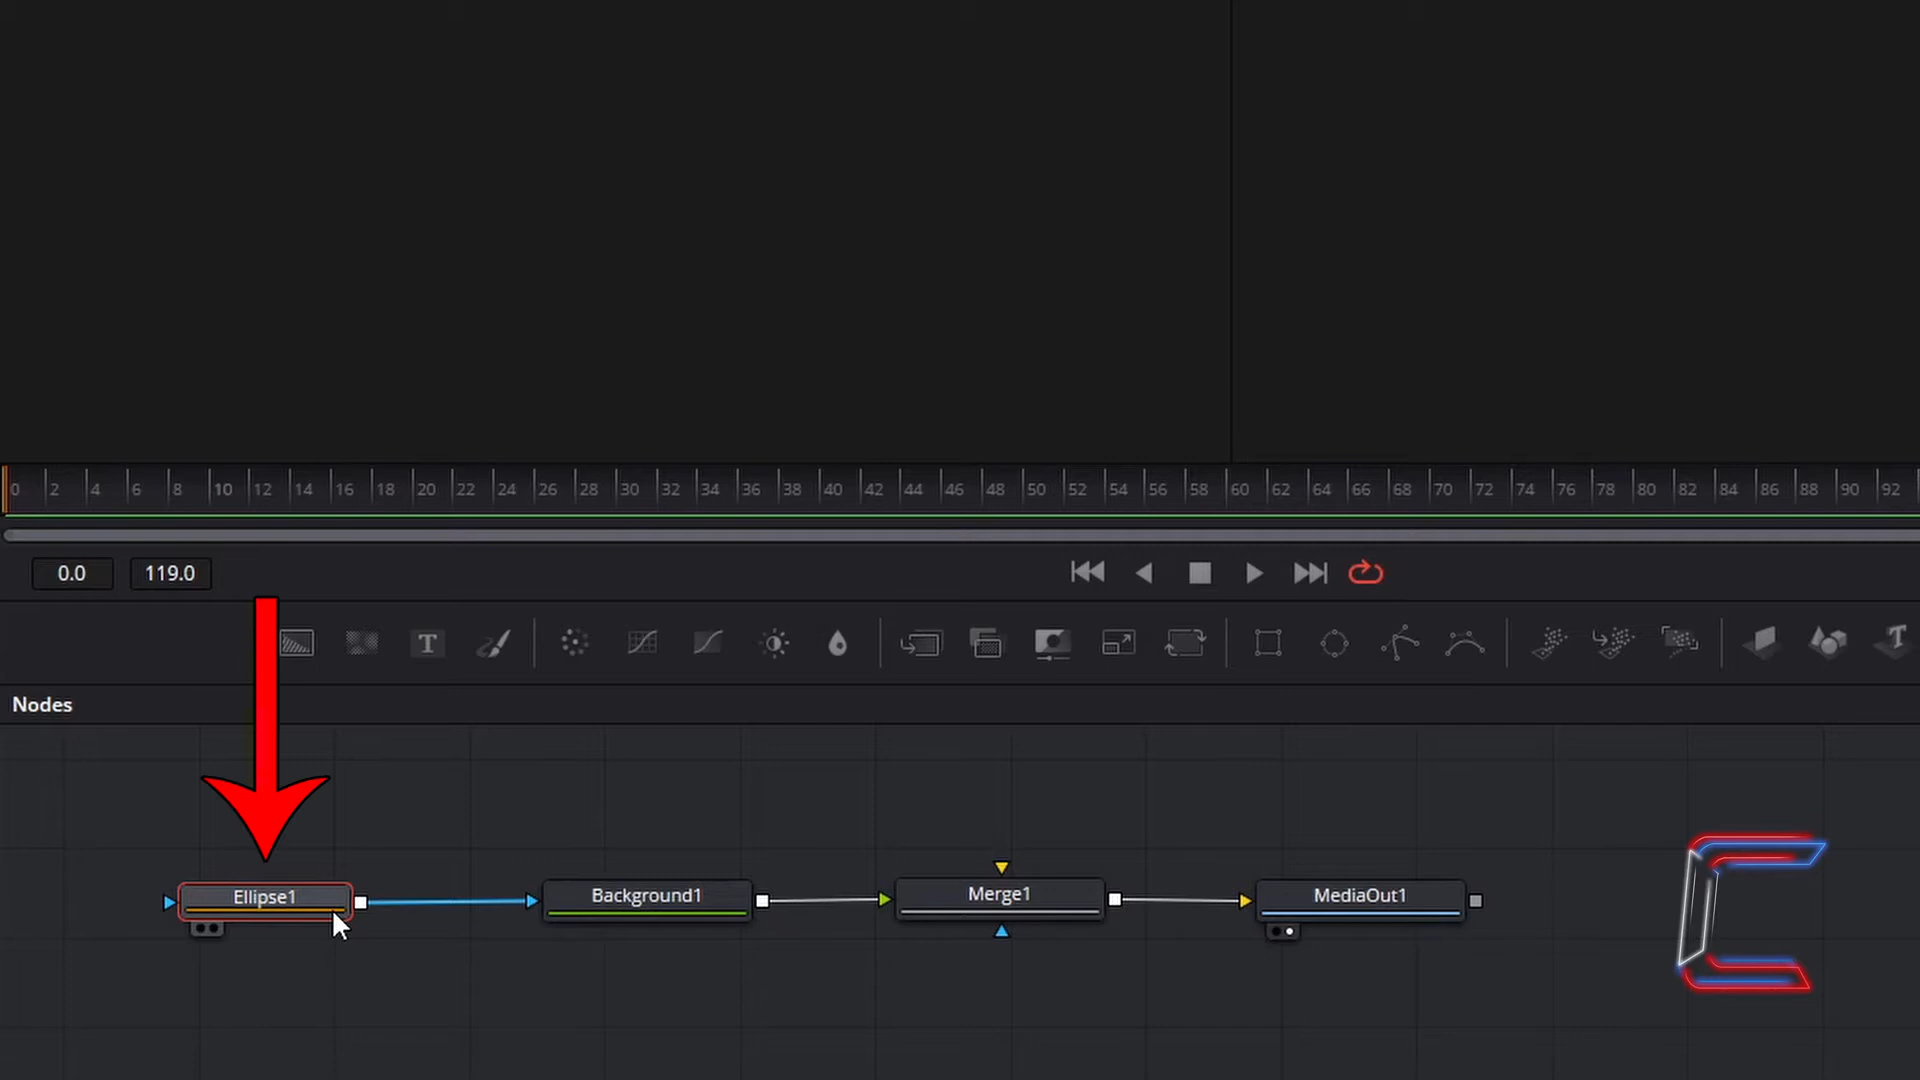 0 2 4 6 8 10 12 14 16 18 20 22 24 26 28 30 32 34 36 38 40 42 44 46 48 50 52 54 56 58 60 62 64 66 68 70 72 74 76 78 80 82 84 86 88 90 92
0.0 119.0
T T
Nodes
Ellipse1 Background1 Merge1 MediaOut1